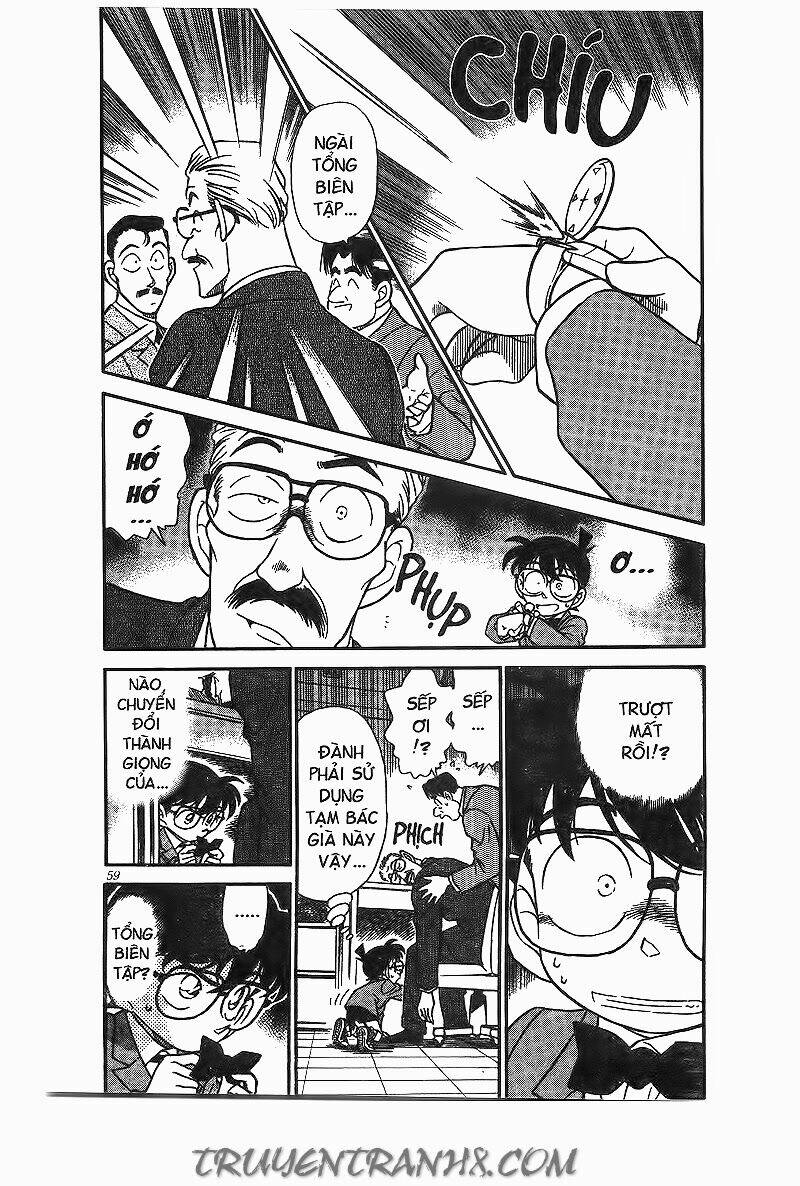 CHÍU
NGÀI
TỔNG
BIÊN
TẬP...
Ớ
HỚ
HỚ
...
PHỤP
Ơ...
TRƯỢT
MẤT
RỒI!?
SẾP
...
SẾP
ƠI
!?
PHỊCH
ĐÀNH
PHẢI SỬ
DỤNG
TẠM BÁC
GIÀ NÀY
VẬY...
NÀO
CHUYỂN
ĐỔI
THÀNH
GIỌNG
CỦA...
59
.....
TỔNG
BIÊN
TẬP?
TRUYENTRANH8.COM